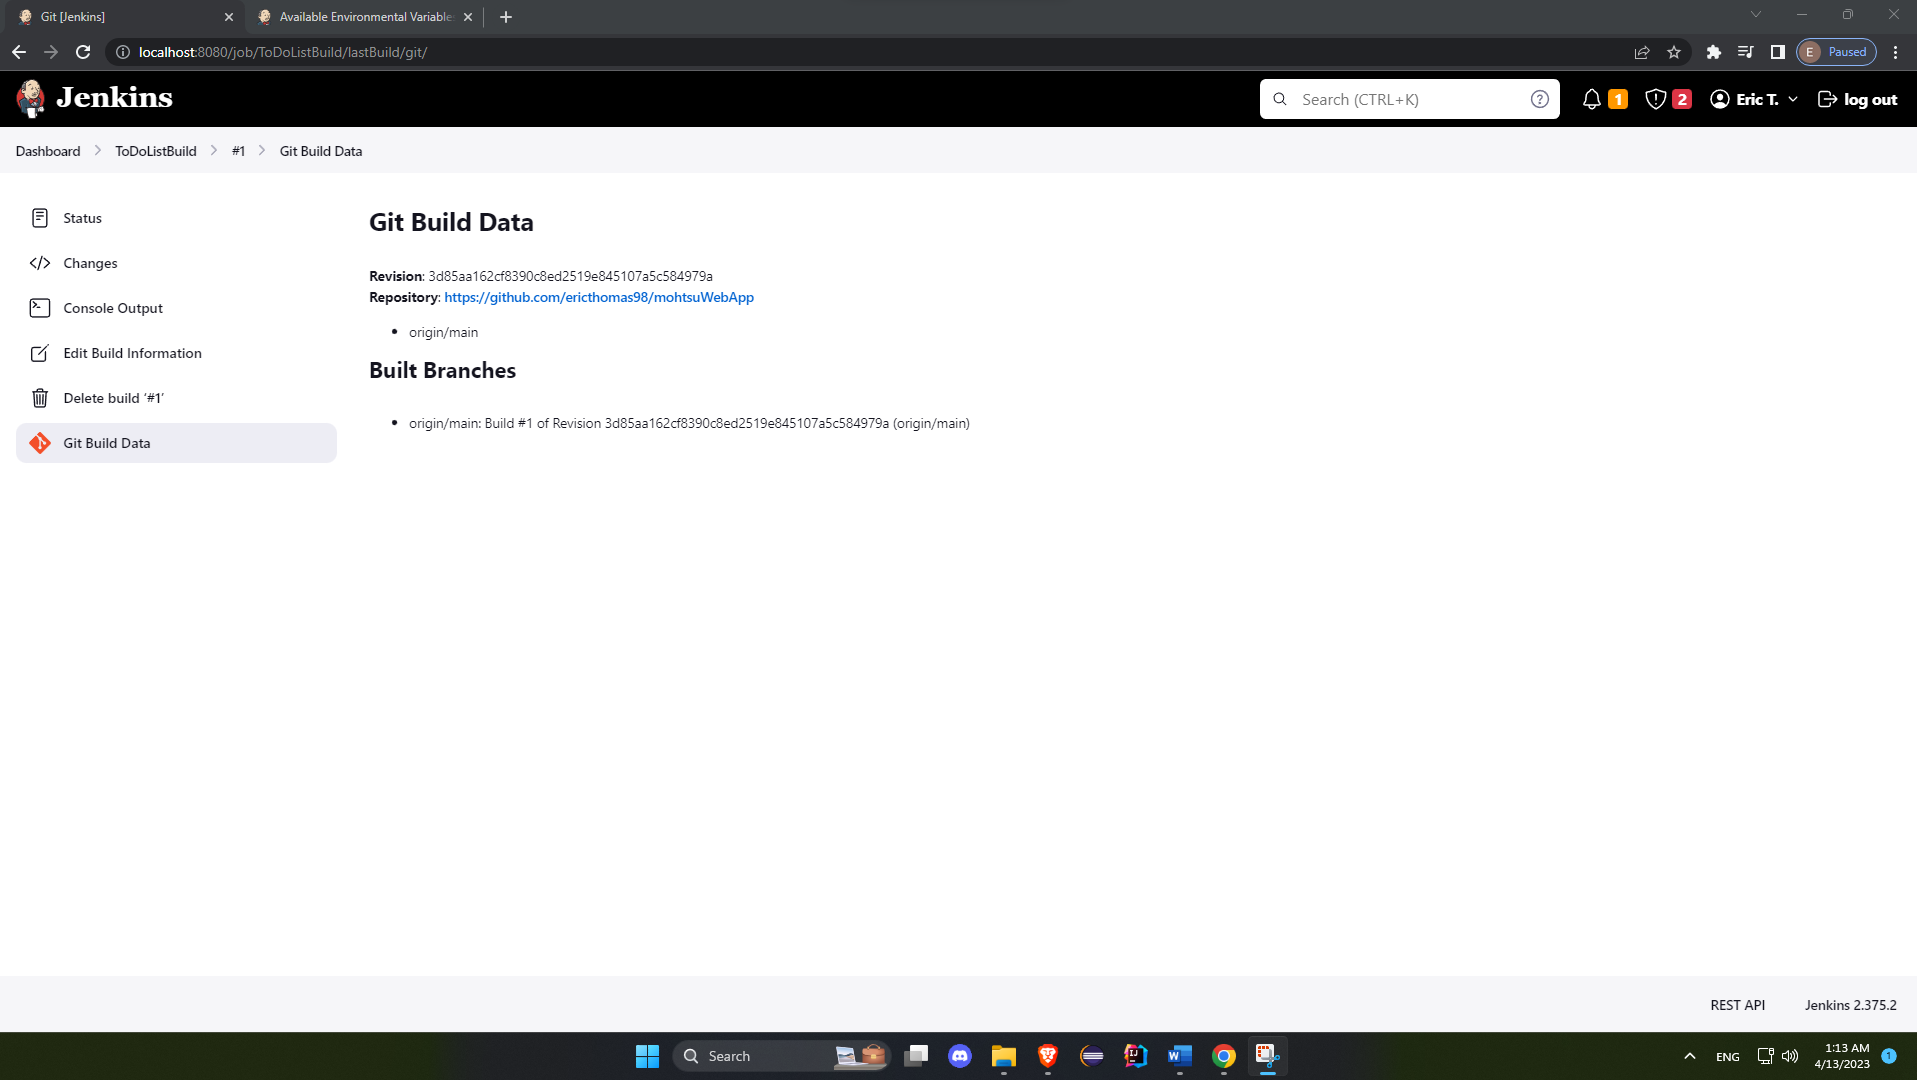 Git [Jenkins]
Available Environmental Variable
localhost:8080/job/ToDoListBuild/lastBuild/git/
E Paused
Jenkins
Search (CTRL+K)
?
1
2
Eric T.
log out
Dashboard > ToDoListBuild > #1 > Git Build Data
Status
Changes
Console Output
Edit Build Information
Delete build ‘#1’
Git Build Data
Git Build Data
Revision: 3d85aa162cf8390c8ed2519e845107a5c584979a
Repository: https://github.com/ericthomas98/mohtsuWebApp
• origin/main
Built Branches
• origin/main: Build #1 of Revision 3d85aa162cf8390c8ed2519e845107a5c584979a (origin/main)
REST API
Jenkins 2.375.2
Search
ENG
1:13 AM
4/13/2023
1